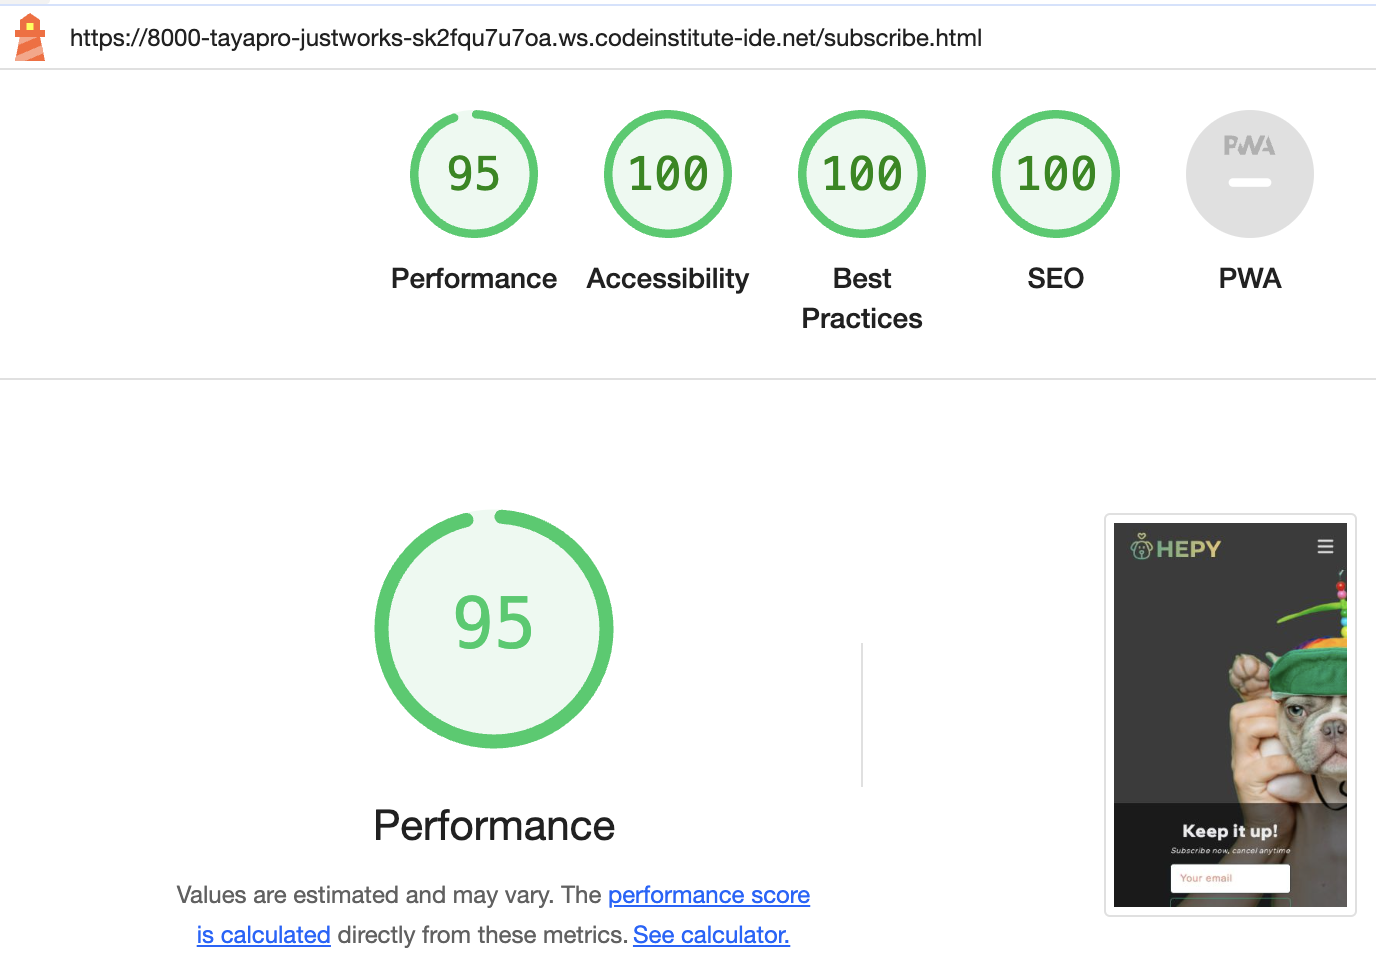 https://8000-tayapro-justworks-sk2fqu7u7oa.ws.codeinstitute-ide.net/subscribe.html
95
100
100
100
PWA
Performance
Accessibility
Best
Practices
SEO
PWA
95
Performance
Values are estimated and may vary. The performance score
is calculated directly from these metrics. See calculator.
HEPY
Keep it up!
Subscribe now, cancel anytime
Your email